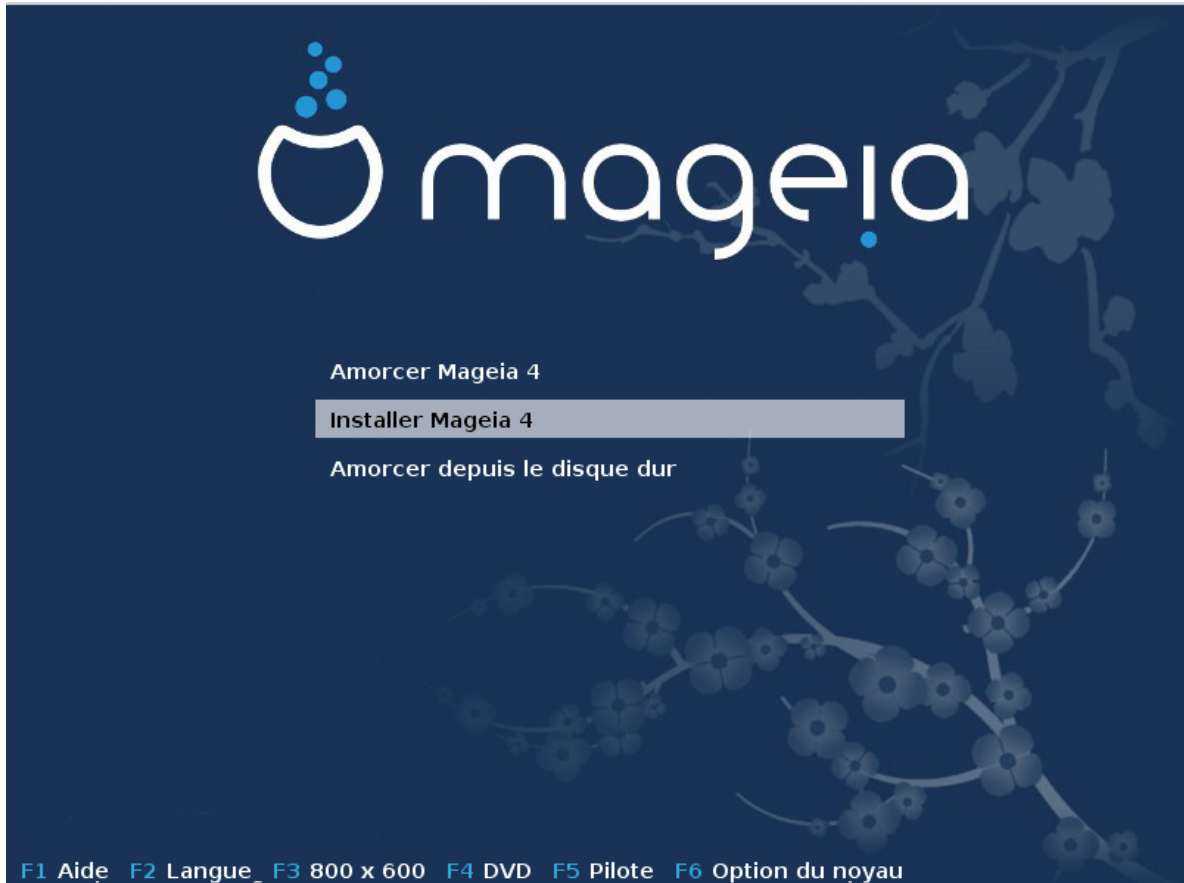 mageia
Amorcer Mageia 4
Installer Mageia 4
Amorcer depuis le disque dur
F1 Aide F2 Langue F3 800 x 600 F4 DVD F5 Pilote F6 Option du noyau